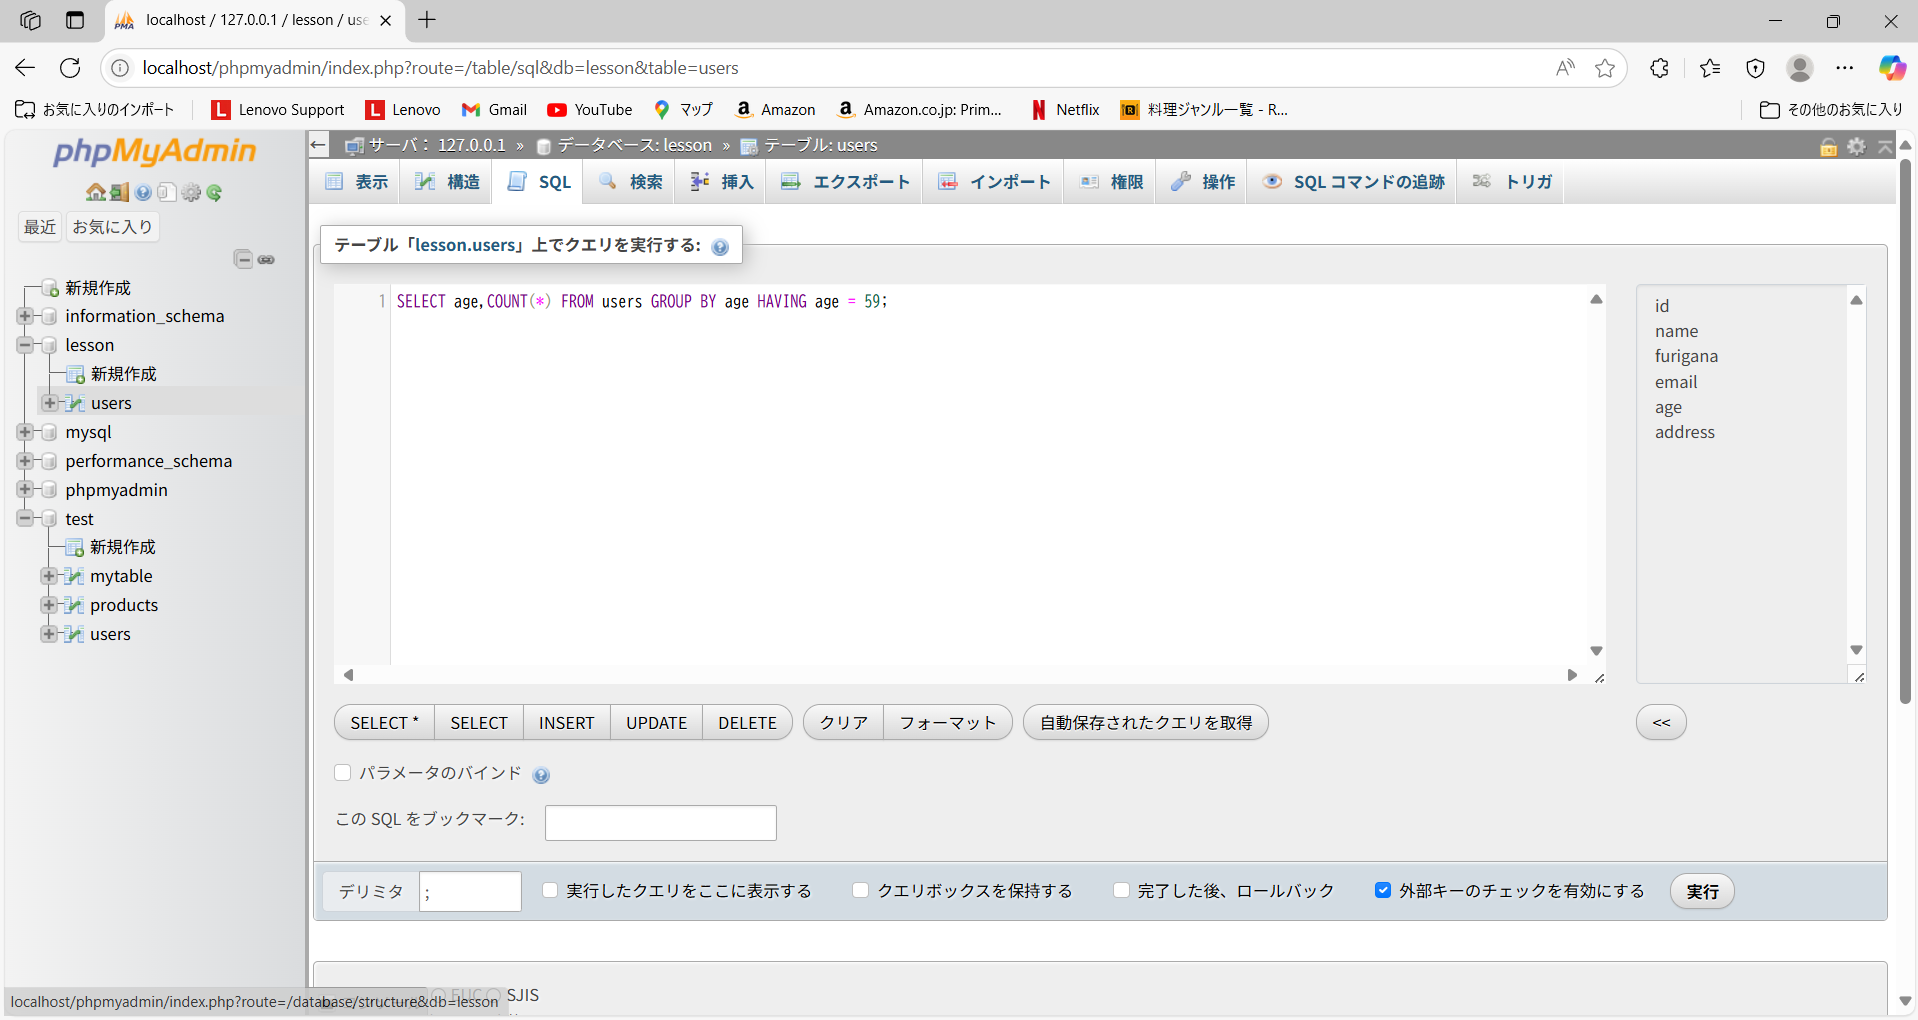 localhost / 127.0.0.1 / lesson / use
localhost/phpmyadmin/index.php?route=/table/sql&db=lesson&table=users
お気に入りのインポート
Lenovo Support
Lenovo
Gmail
YouTube
マップ
Amazon
Amazon.co.jp: Prim...
Netflix
料理ジャンル一覧 - R...
その他のお気に入り
phpMyAdmin
最近
お気に入り
新規作成
information_schema
lesson
新規作成
users
mysql
performance_schema
phpmyadmin
test
新規作成
mytable
products
users
サーバ： 127.0.0.1 » データベース: lesson » テーブル: users
表示
構造
SQL
検索
挿入
エクスポート
インポート
権限
操作
SQL コマンドの追跡
トリガ
テーブル「lesson.users」上でクエリを実行する:
1 SELECT age,COUNT(*) FROM users GROUP BY age HAVING age = 59;
id
name
furigana
email
age
address
SELECT *
SELECT
INSERT
UPDATE
DELETE
クリア
フォーマット
自動保存されたクエリを取得
<<
パラメータのバインド
この SQL をブックマーク:
デリミタ
;
実行したクエリをここに表示する
クエリボックスを保持する
完了した後、ロールバック
外部キーのチェックを有効にする
実行
EUC
SJIS
localhost/phpmyadmin/index.php?route=/database/structure&db=lesson